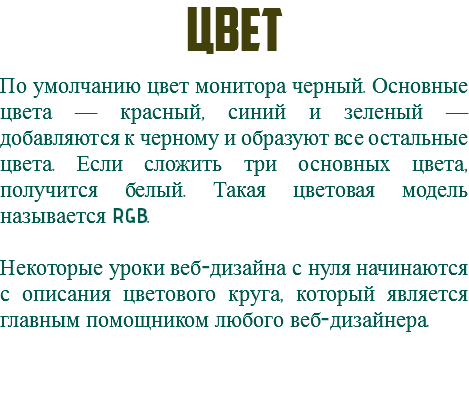 ЦВЕТ
По умолчанию цвет монитора черный. Основные
цвета — красный, синий и зеленый —
добавляются к черному и образуют все остальные
цвета. Если сложить три основных цвета,
получится белый. Такая цветовая модель
называется RGB.
Некоторые уроки веб-дизайна с нуля начинаются
с описания цветового круга, который является
главным помощником любого веб-дизайнера.